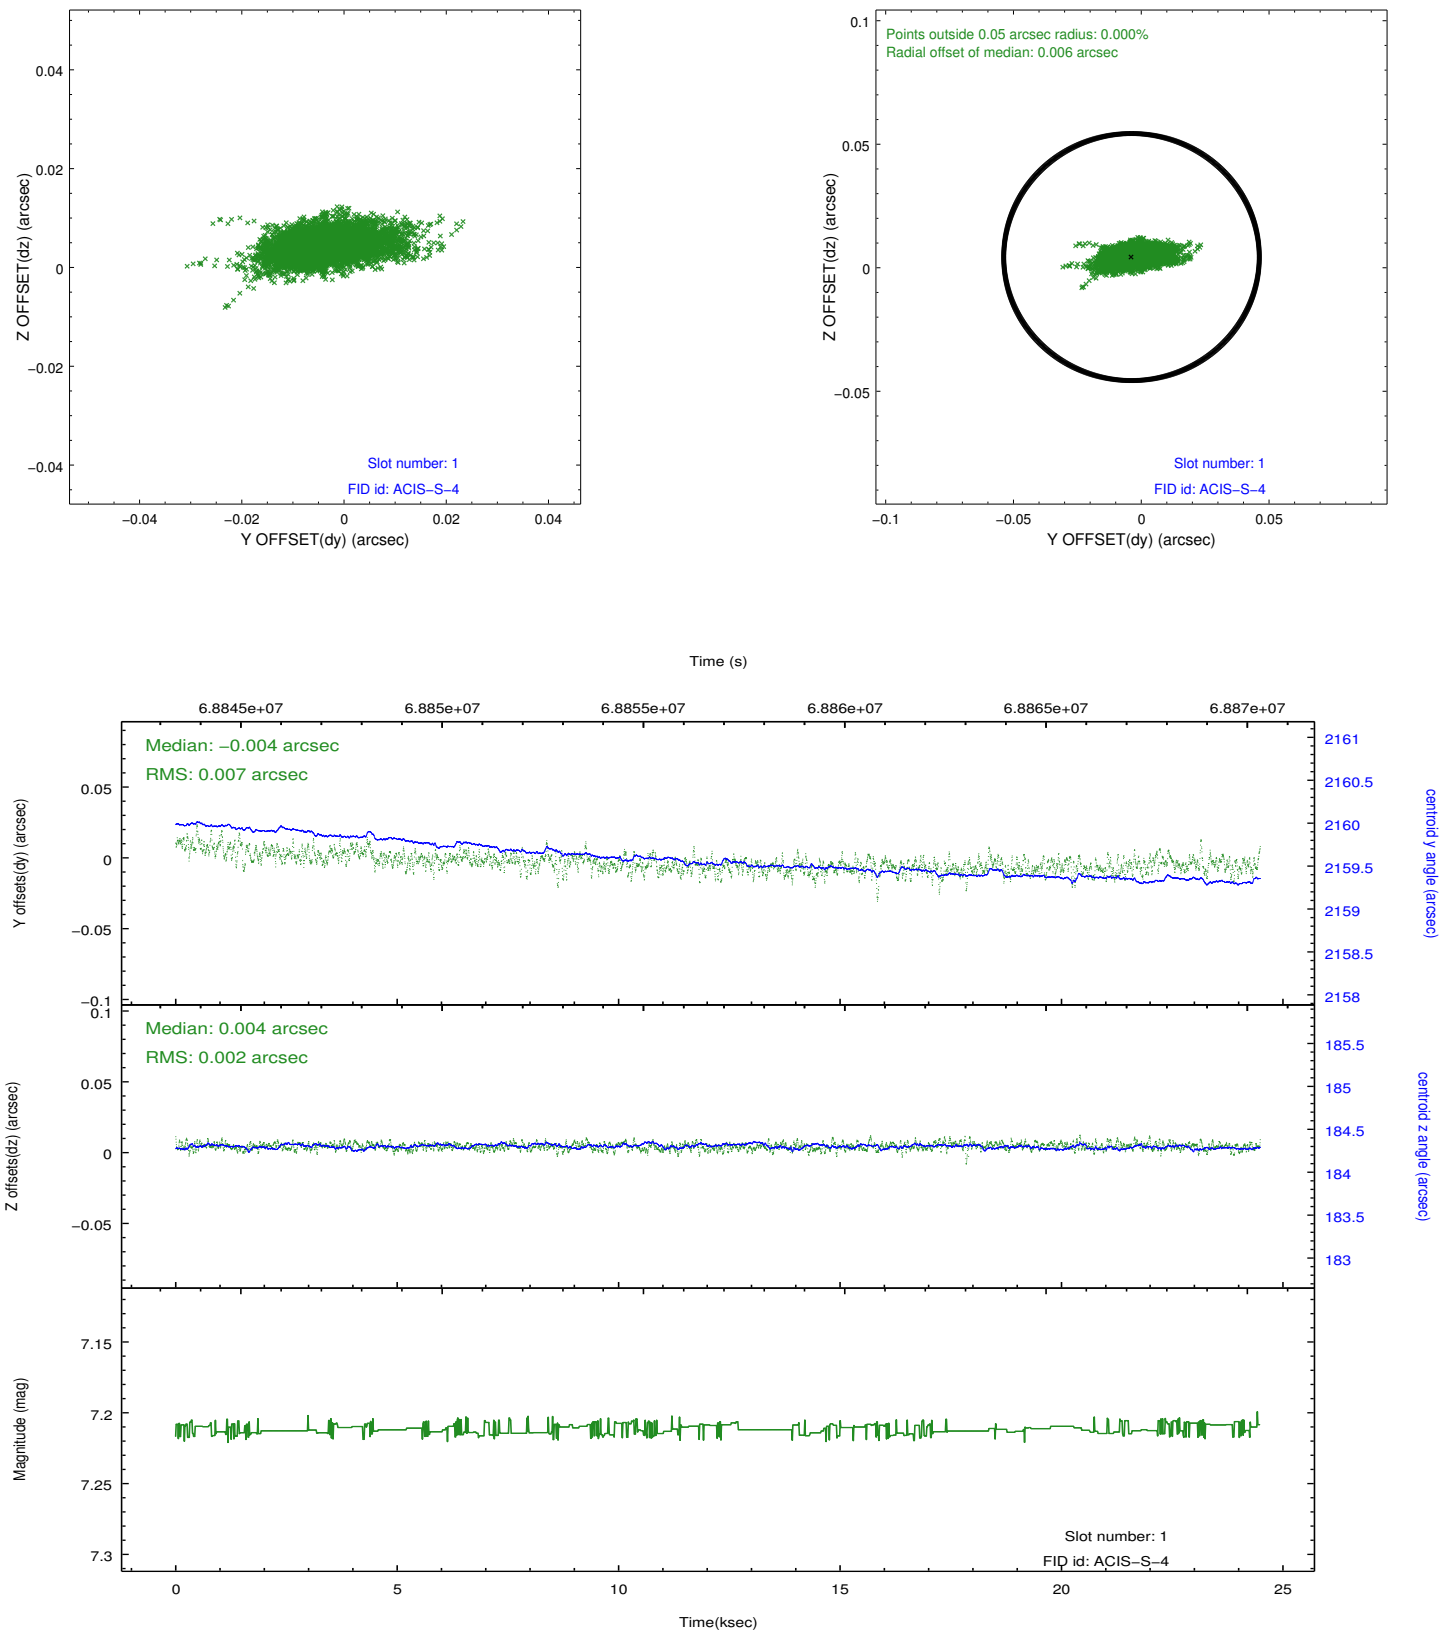 0.04
0.02
0
−0.02
−0.04
Z OFFSET(dz) (arcsec)
Slot number: 1
FID id: ACIS−S−4
−0.04
−0.02
0
0.02
0.04
Y OFFSET(dy) (arcsec)
Points outside 0.05 arcsec radius: 0.000%
Radial offset of median: 0.006 arcsec
0.1
0.05
0
−0.05
Z OFFSET(dz) (arcsec)
Slot number: 1
FID id: ACIS−S−4
−0.1
−0.05
0
0.05
Y OFFSET(dy) (arcsec)
Time (s)
6.8845e+07
6.885e+07
6.8855e+07
6.886e+07
6.8865e+07
6.887e+07
Median: −0.004 arcsec
RMS: 0.007 arcsec
0.05
0
−0.05
−0.1
Y offsets(dy) (arcsec)
2161
2160.5
2160
2159.5
2159
2158.5
2158
centroid y angle (arcsec)
Median: 0.004 arcsec
RMS: 0.002 arcsec
0.1
0.05
0
−0.05
Z offsets(dz) (arcsec)
185.5
185
184.5
184
183.5
183
centroid z angle (arcsec)
7.15
7.2
7.25
7.3
Magnitude (mag)
Slot number: 1
FID id: ACIS−S−4
0
5
10
15
20
25
Time(ksec)